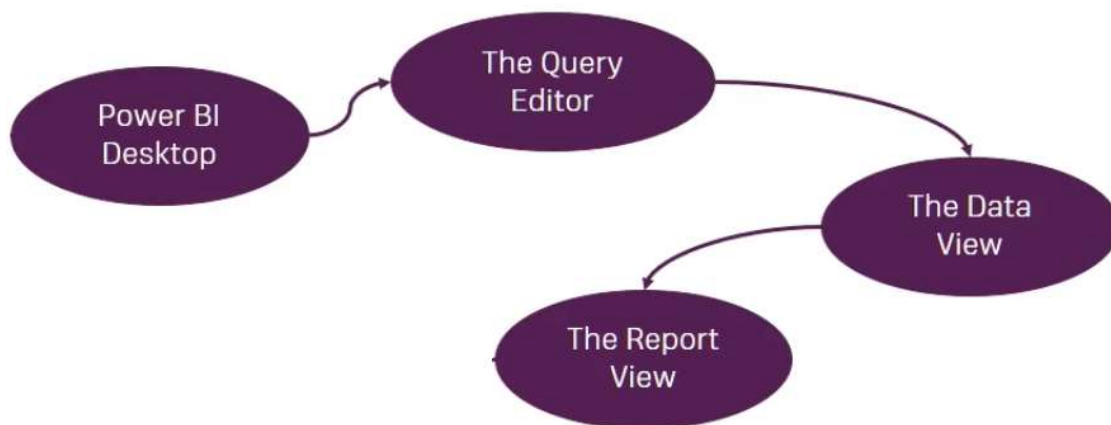 Power BI
Desktop
The Query
Editor
The Data
View
The Report
View